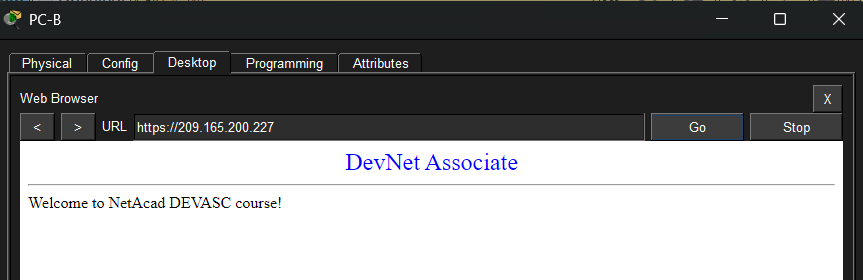 PC-B
Physical Config Desktop Programming Attributes
Web Browser X
< > URL https://209.165.200.227 Go Stop
DevNet Associate
Welcome to NetAcad DEVASC course!